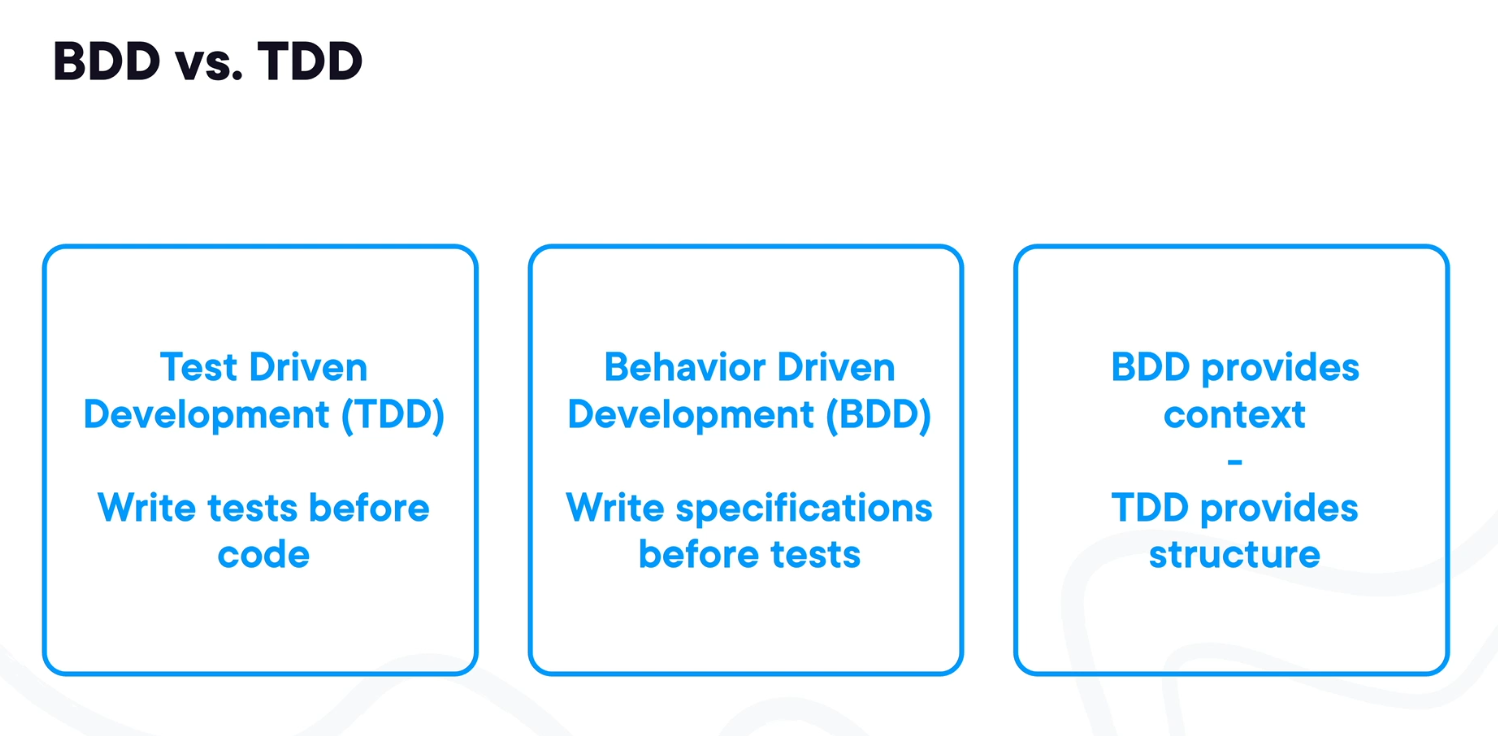 BDD vs. TDD
Test Driven
Development (TDD)
Write tests before
code
Behavior Driven
Development (BDD)
Write specifications
before tests
BDD provides
context
-
TDD provides
structure